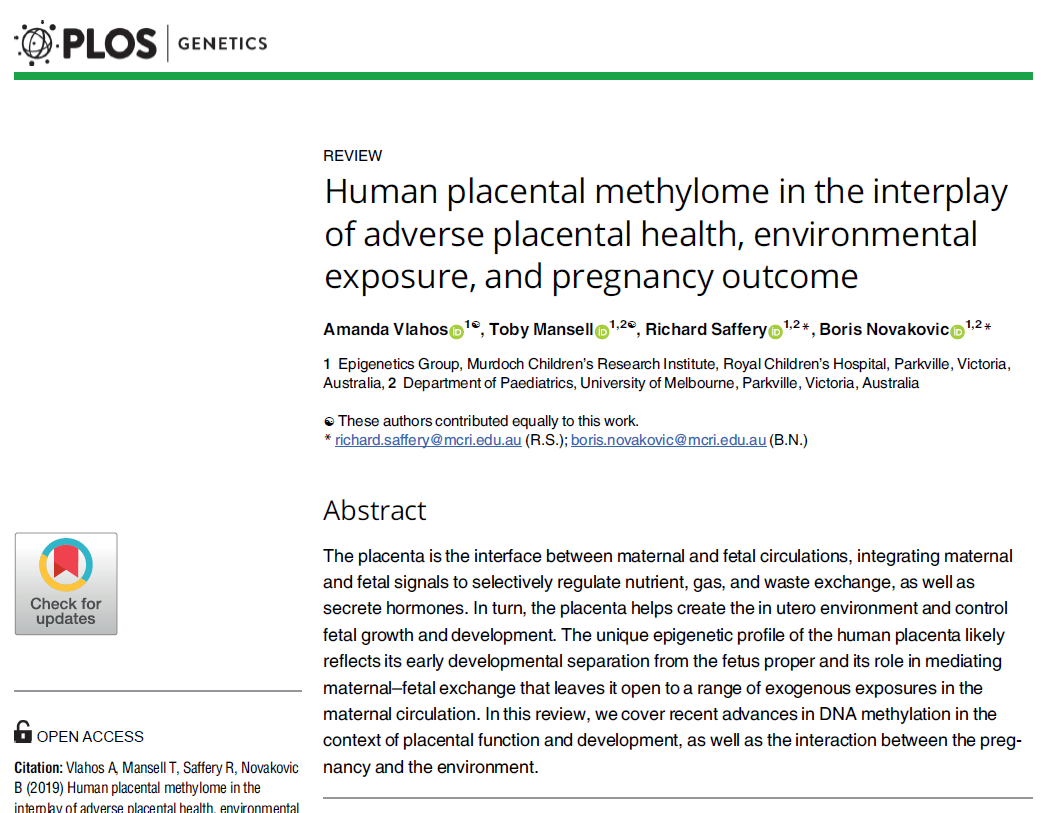 PLOS GENETICS
REVIEW
Human placental methylome in the interplay
of adverse placental health, environmental
exposure, and pregnancy outcome
Amanda Vlahos iD 1☯, Toby Mansell iD 1,2☯, Richard Saffery iD 1,2*, Boris Novakovic iD 1,2*
1 Epigenetics Group, Murdoch Children's Research Institute, Royal Children's Hospital, Parkville, Victoria,
Australia, 2 Department of Paediatrics, University of Melbourne, Parkville, Victoria, Australia
☯ These authors contributed equally to this work.
* richard.saffery@mcri.edu.au (R.S.); boris.novakovic@mcri.edu.au (B.N.)
Abstract
The placenta is the interface between maternal and fetal circulations, integrating maternal
and fetal signals to selectively regulate nutrient, gas, and waste exchange, as well as
secrete hormones. In turn, the placenta helps create the in utero environment and control
fetal growth and development. The unique epigenetic profile of the human placenta likely
reflects its early developmental separation from the fetus proper and its role in mediating
maternal–fetal exchange that leaves it open to a range of exogenous exposures in the
maternal circulation. In this review, we cover recent advances in DNA methylation in the
context of placental function and development, as well as the interaction between the preg-
nancy and the environment.
Check for
updates
OPEN ACCESS
Citation: Vlahos A, Mansell T, Saffery R, Novakovic
B (2019) Human placental methylome in the
interplay of adverse placental health, environmental